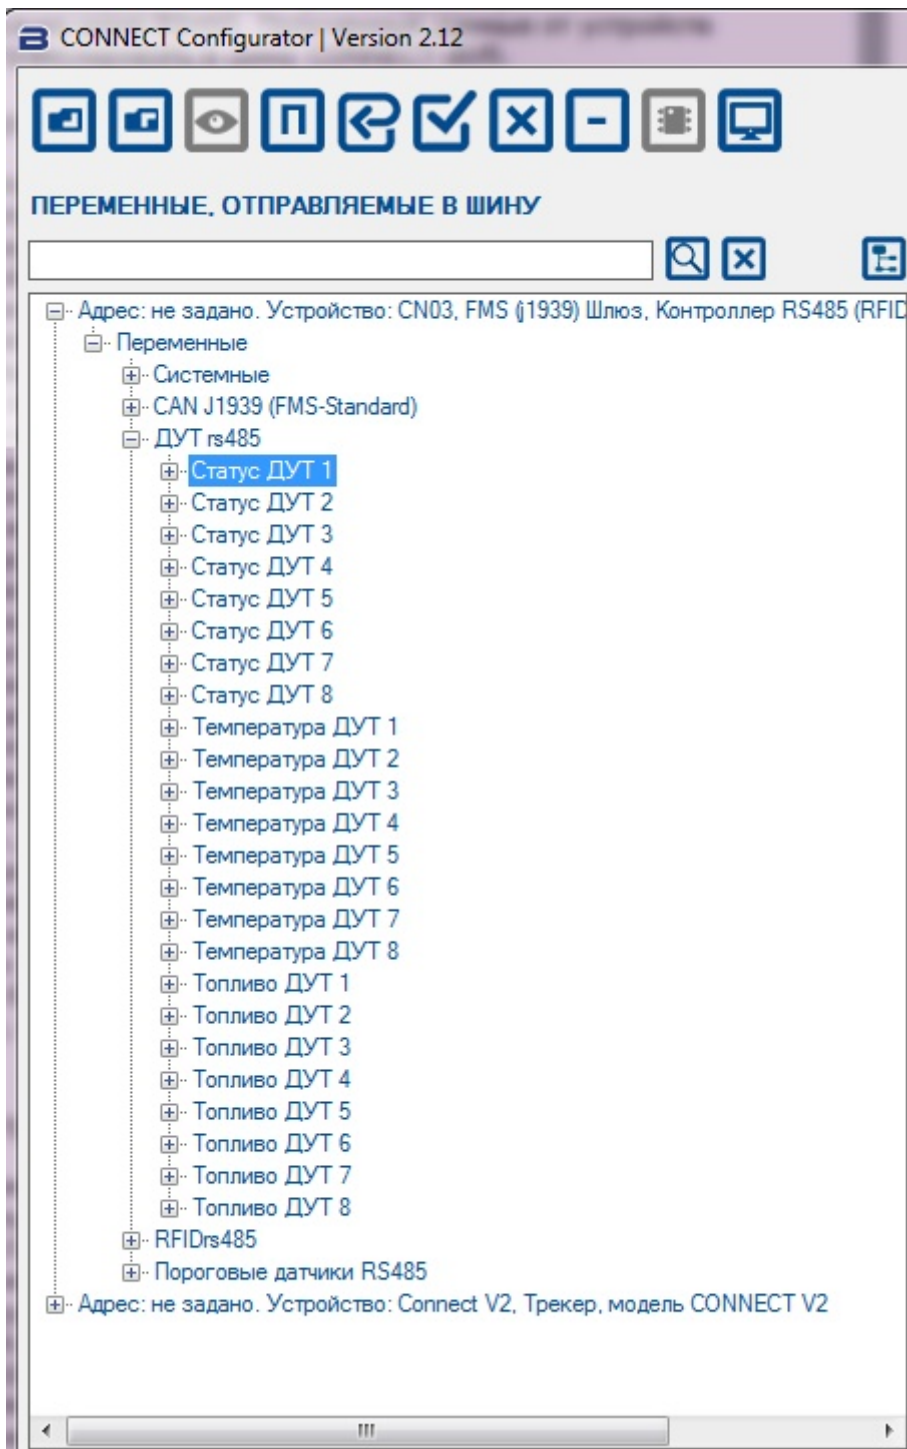 CONNECT Configurator | Version 2.12
ПЕРЕМЕННЫЕ, ОТПРАВЛЯЕМЫЕ В ШИНУ
Адрес: не задано. Устройство: CN03, FMS (j1939) Шлюз, Контроллер RS485 (RFID
Переменные
Системные
CAN J1939 (FMS-Standard)
ДУТ rs485
Статус ДУТ 1
Статус ДУТ 2
Статус ДУТ 3
Статус ДУТ 4
Статус ДУТ 5
Статус ДУТ 6
Статус ДУТ 7
Статус ДУТ 8
Температура ДУТ 1
Температура ДУТ 2
Температура ДУТ 3
Температура ДУТ 4
Температура ДУТ 5
Температура ДУТ 6
Температура ДУТ 7
Температура ДУТ 8
Топливо ДУТ 1
Топливо ДУТ 2
Топливо ДУТ 3
Топливо ДУТ 4
Топливо ДУТ 5
Топливо ДУТ 6
Топливо ДУТ 7
Топливо ДУТ 8
RFIDrs485
Пороговые датчики RS485
Адрес: не задано. Устройство: Connect V2, Трекер, модель CONNECT V2